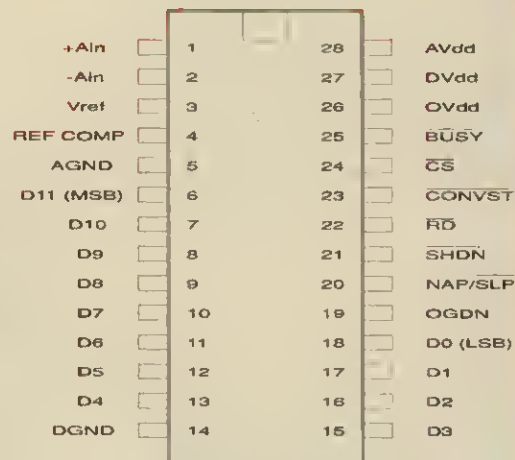 +AIn 1 28 AVdd
-AIn 2 27 DVdd
Vref 3 26 OVdd
REF COMP 4 25 BUSY
AGND 5 24 CS
D11 (MSB) 6 23 CONVST
D10 7 22 RD
D9 8 21 SHDN
D8 9 20 NAP/SLP
D7 10 19 OGDN
D6 11 18 D0 (LSB)
D5 12 17 D1
D4 13 16 D2
DGND 14 15 D3